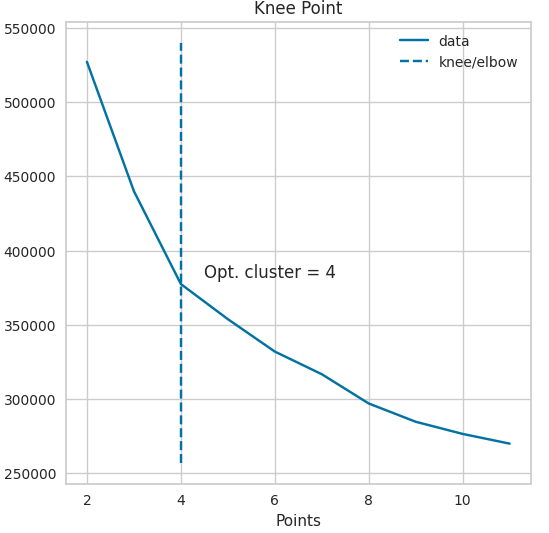 Knee Point
550000
500000
450000
400000
350000
300000
250000
data
knee/elbow
Opt. cluster = 4
2 4 6 8 10
Points